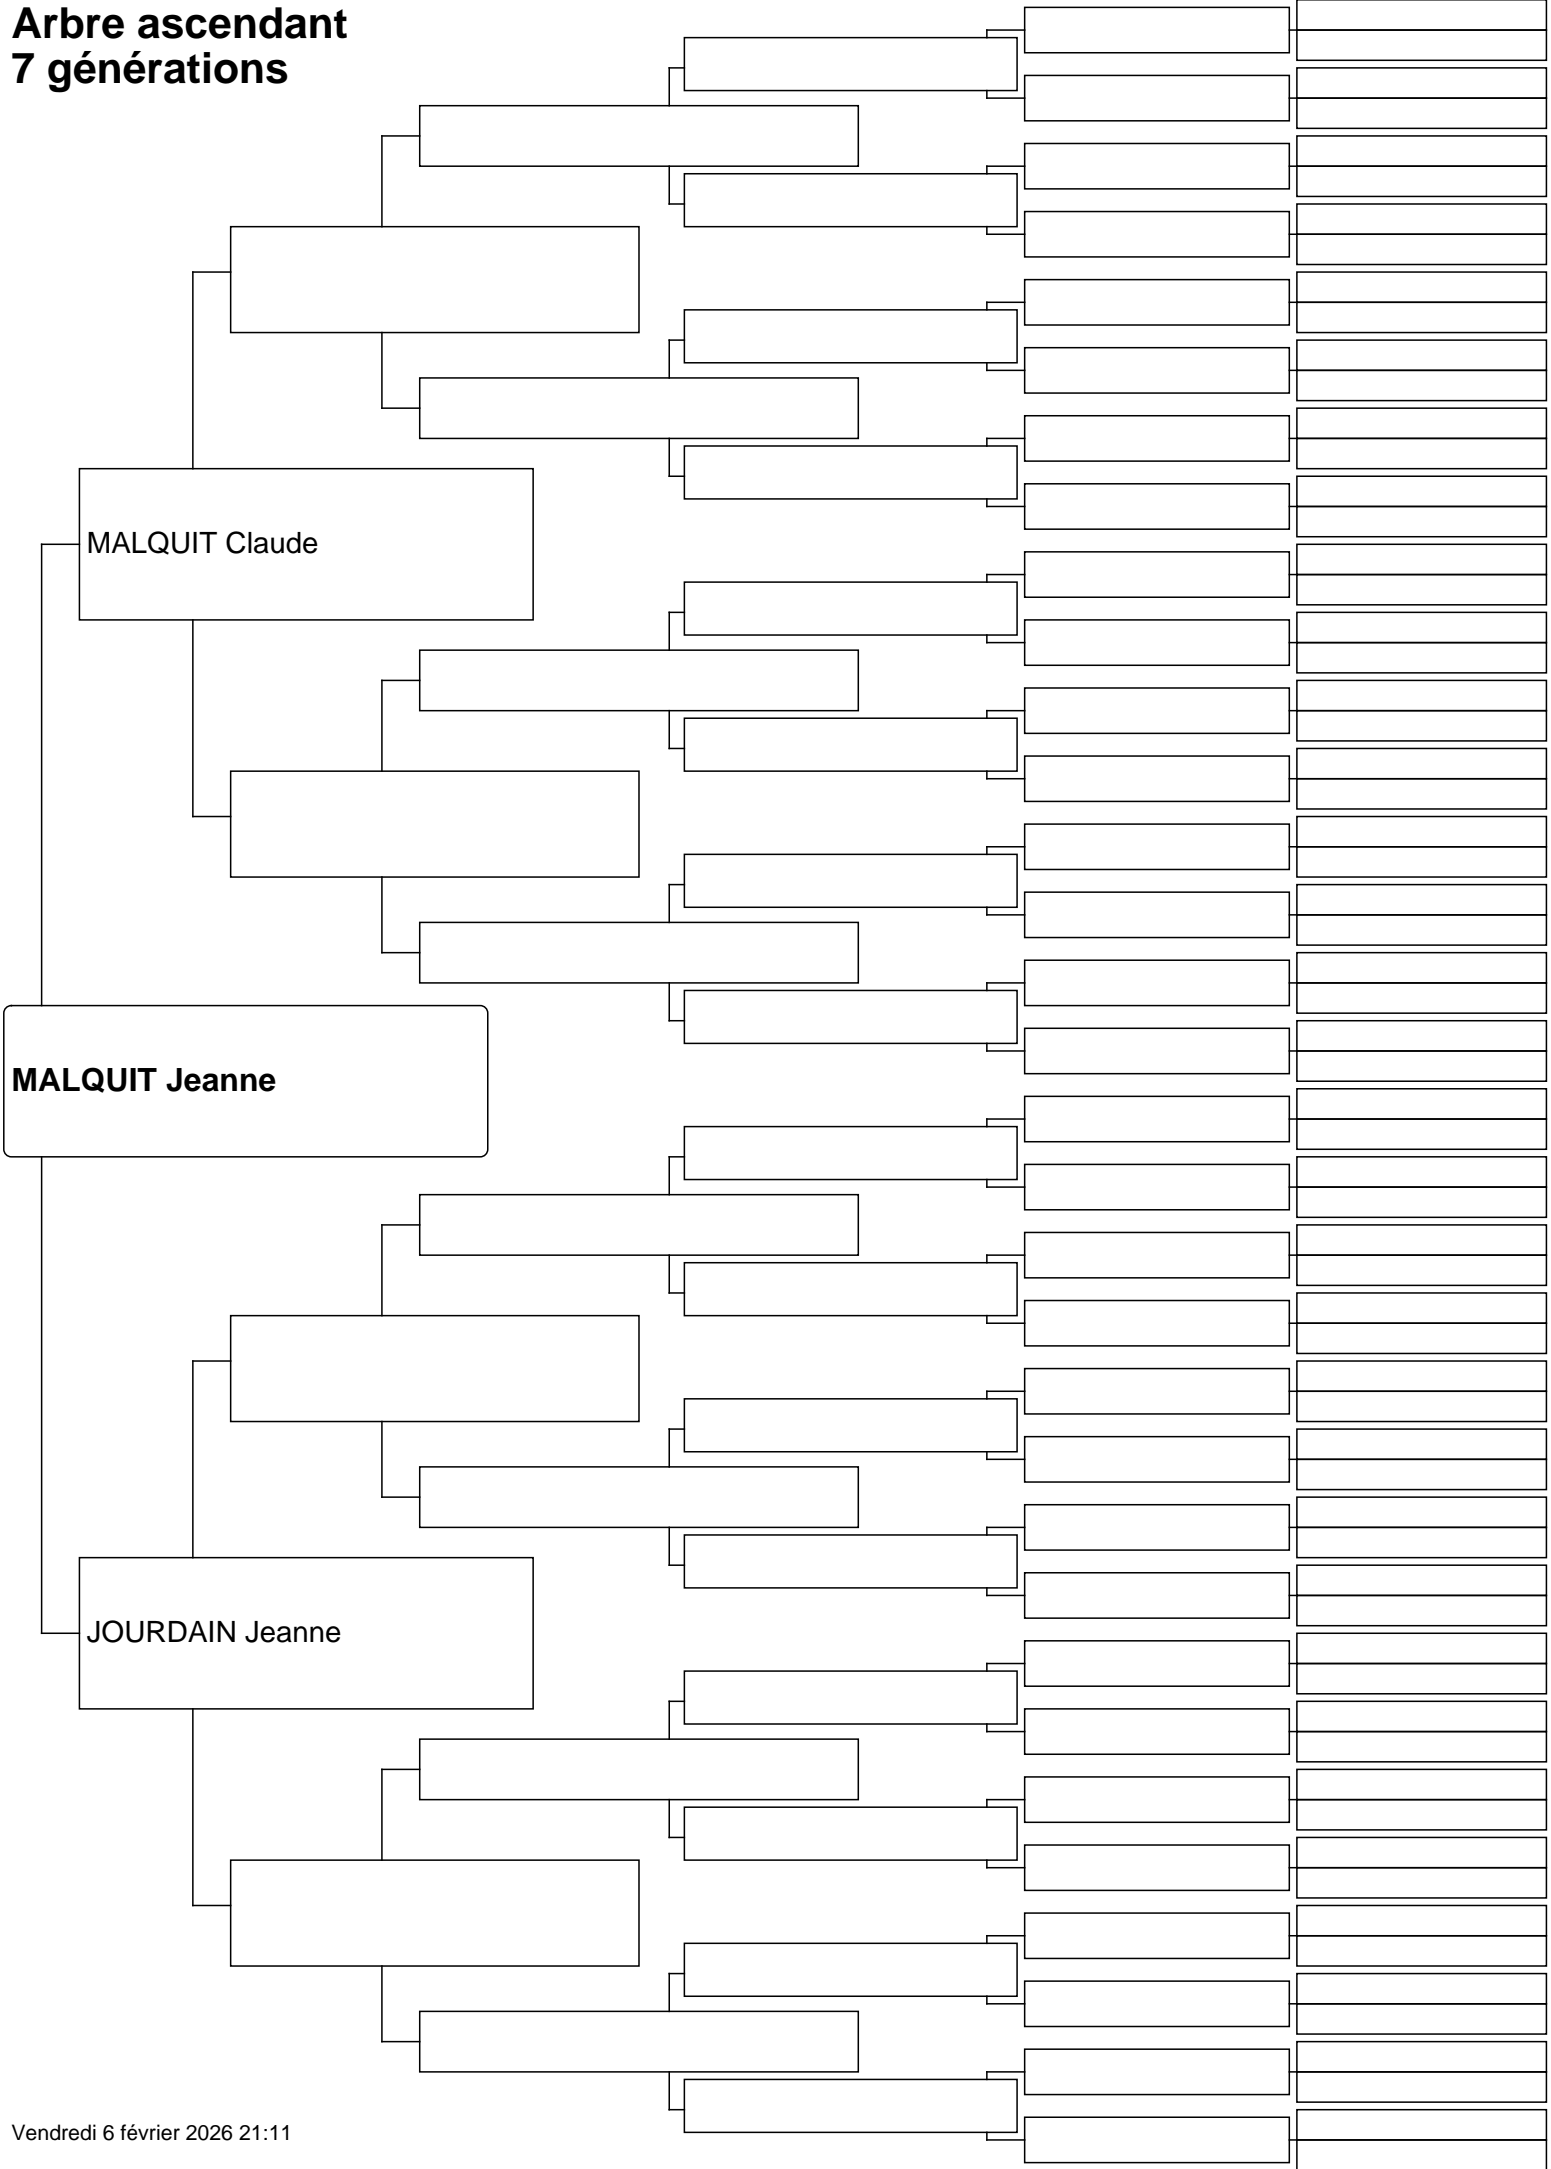 Arbre ascendant
7 générations
MALQUIT Claude
MALQUIT Jeanne
JOURDAIN Jeanne
Vendredi 6 février 2026 21:11